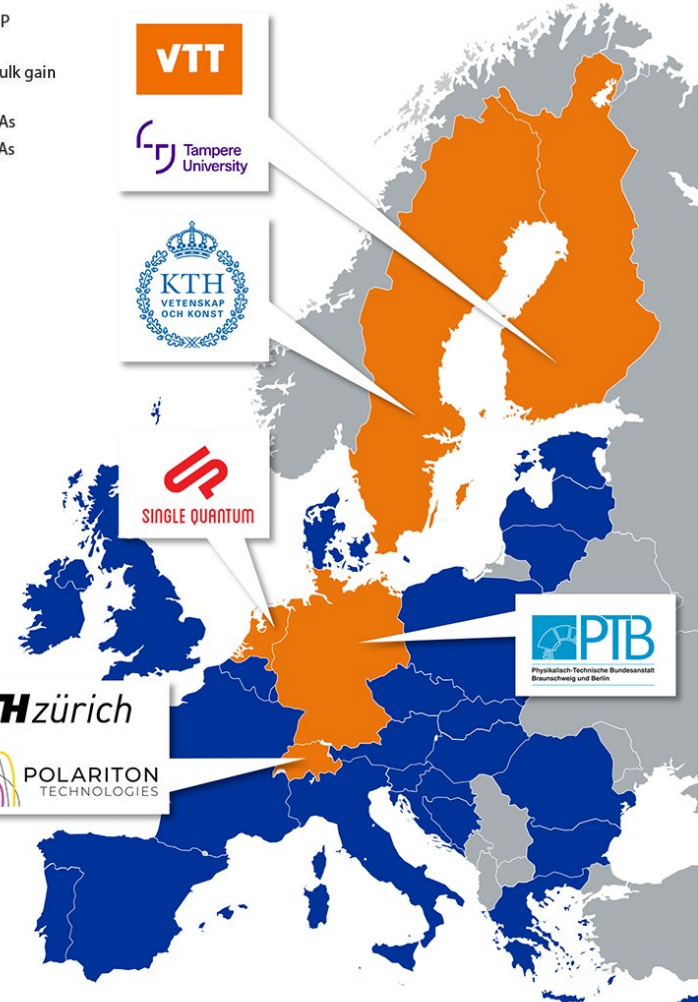 P
ulk gain
As
As
VTT
Tampere
University
KTH
VETENSKAP
OCH KONST
SINGLE QUANTUM
PTB
Physikalisch-Technische Bundesanstalt
Braunschweig und Berlin
TH zürich
POLARITON
TECHNOLOGIES